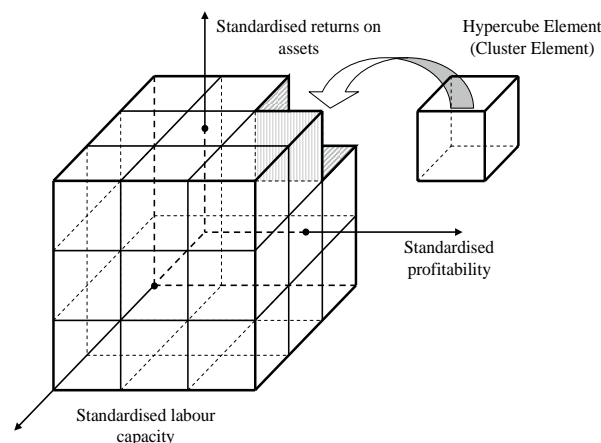 Standardised returns on
assets
Hypercube Element
(Cluster Element)
Standardised
profitability
Standardised labour
capacity